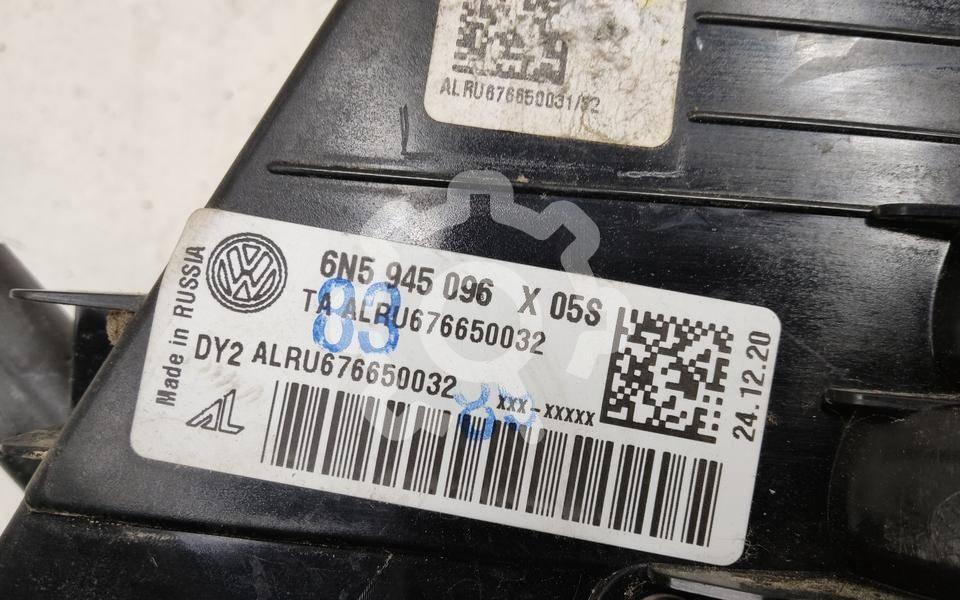 ALRU676650031/32
Made in RUSSIA
6N5 945 096 X 05S
TA ALRU676650032
83
DY2 ALRU676650032
XXX-XXXXX
AL
24.12.20